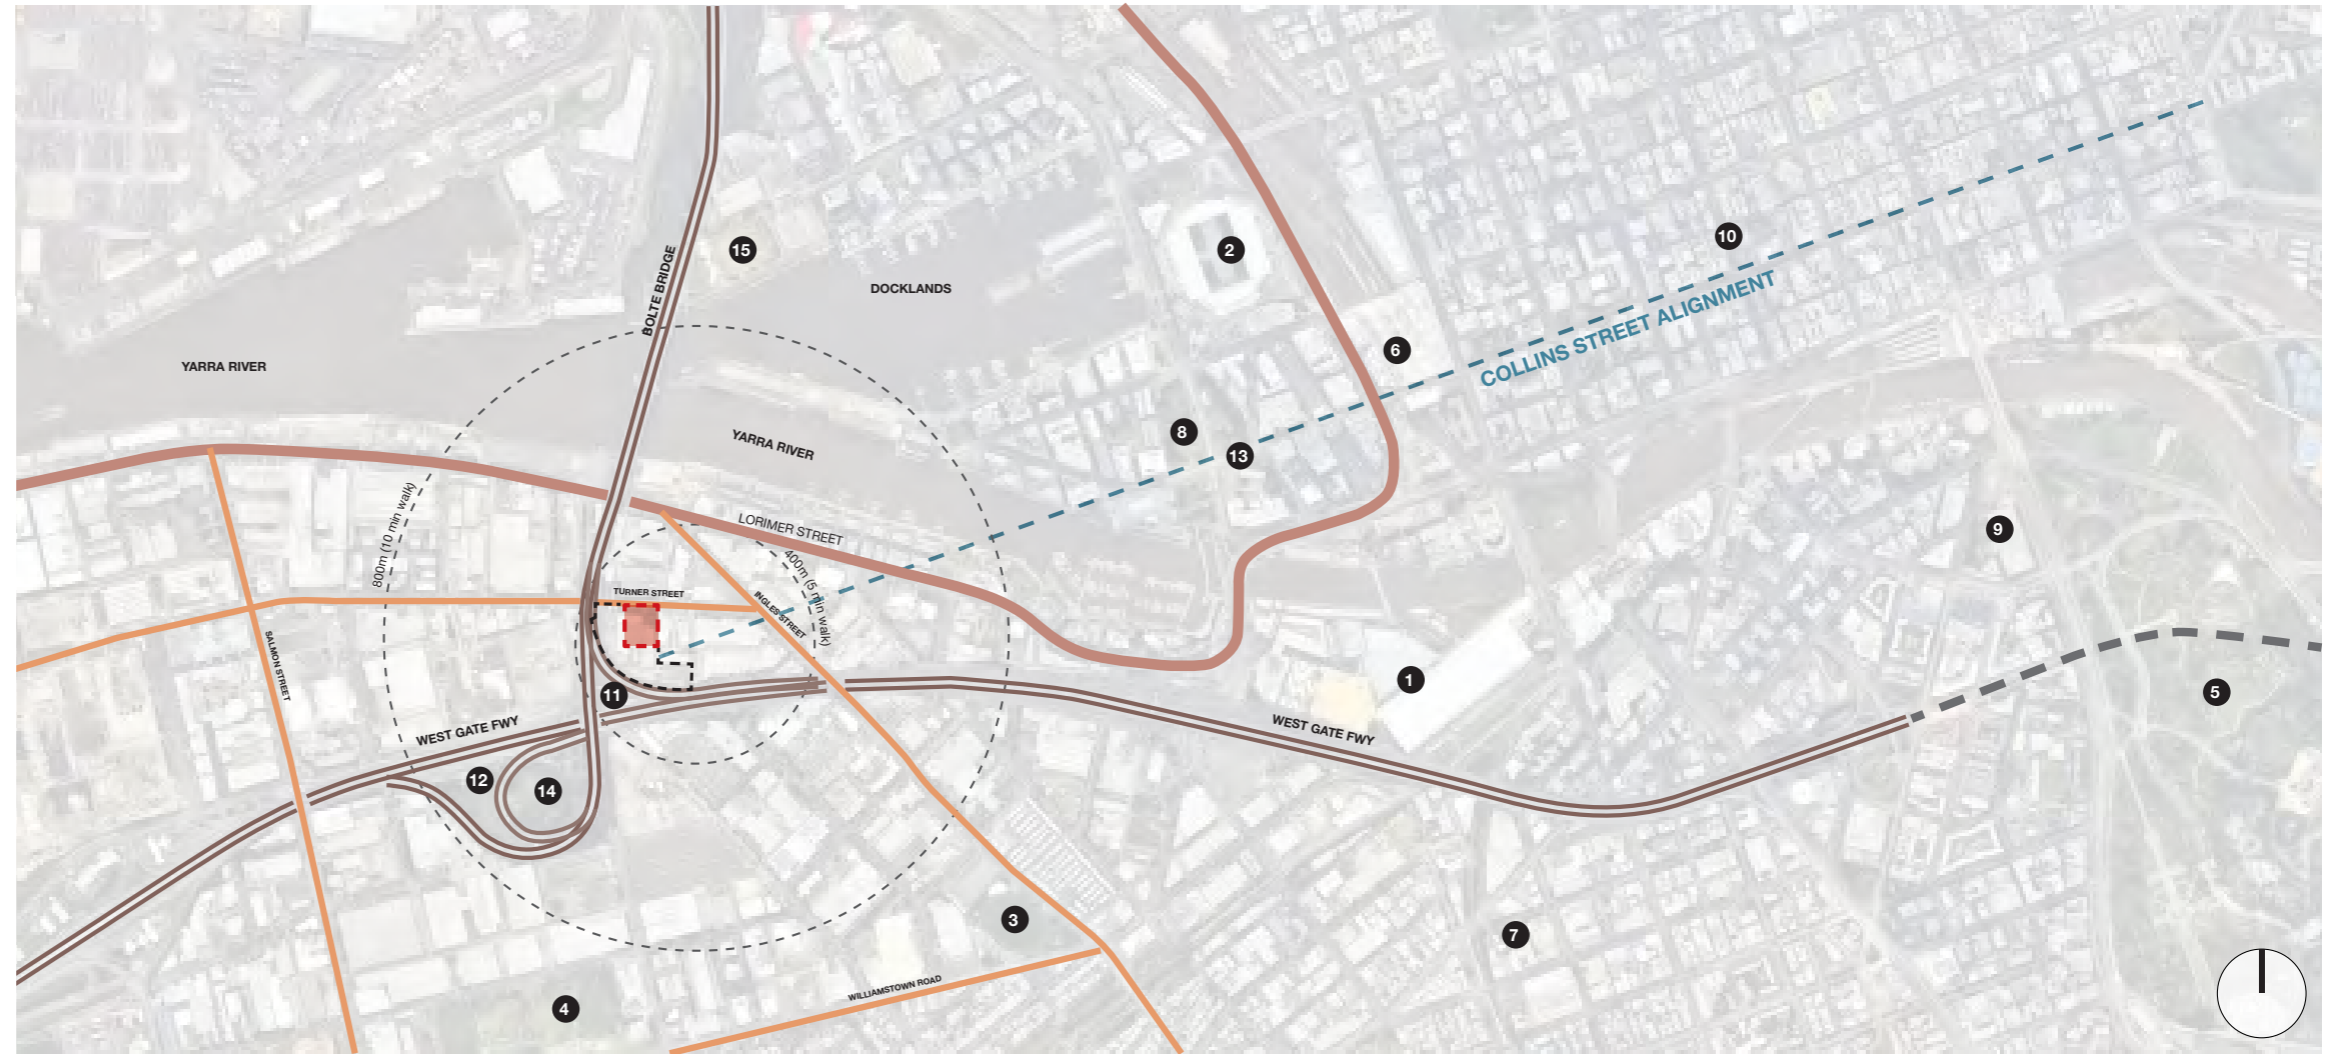 10
2
15
BOLTE BRIDGE
DOCKLANDS
COLLINS STREET ALIGNMENT
6
YARRA RIVER
8
YARRA RIVER
13
800m (10 min walk)
LORIMER STREET
9
400m (5 min walk)
TURNER STREET
INGLES STREET
SALMON STREET
1
5
11
WEST GATE FWY
WEST GATE FWY
12
14
3
7
WILLIAMSTOWN ROAD
4